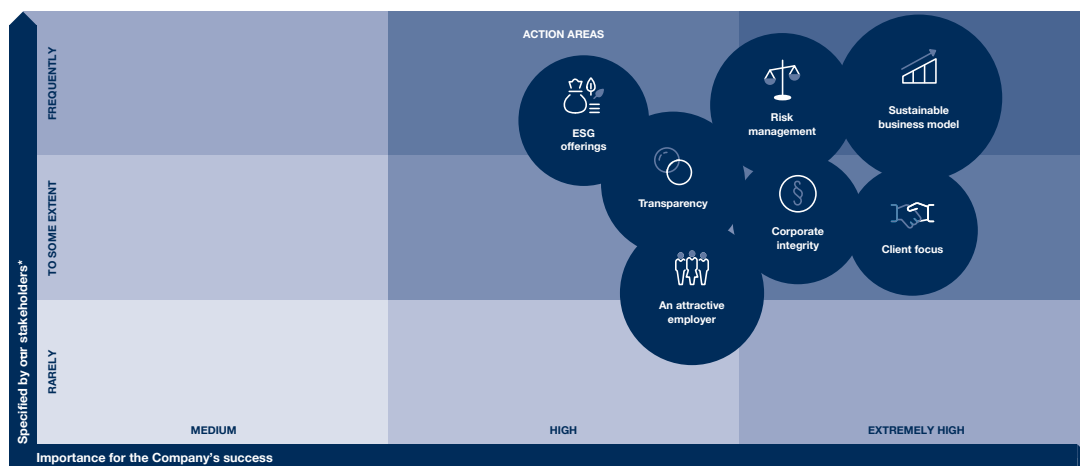 ACTION AREAS
FREQUENTLY
TO SOME EXTENT
RARELY
Specified by our stakeholders*
ESG
offerings
Risk
management
Sustainable
business model
Transparency
§
Corporate
integrity
Client focus
An attractive
employer
MEDIUM
HIGH
EXTREMELY HIGH
Importance for the Company's success